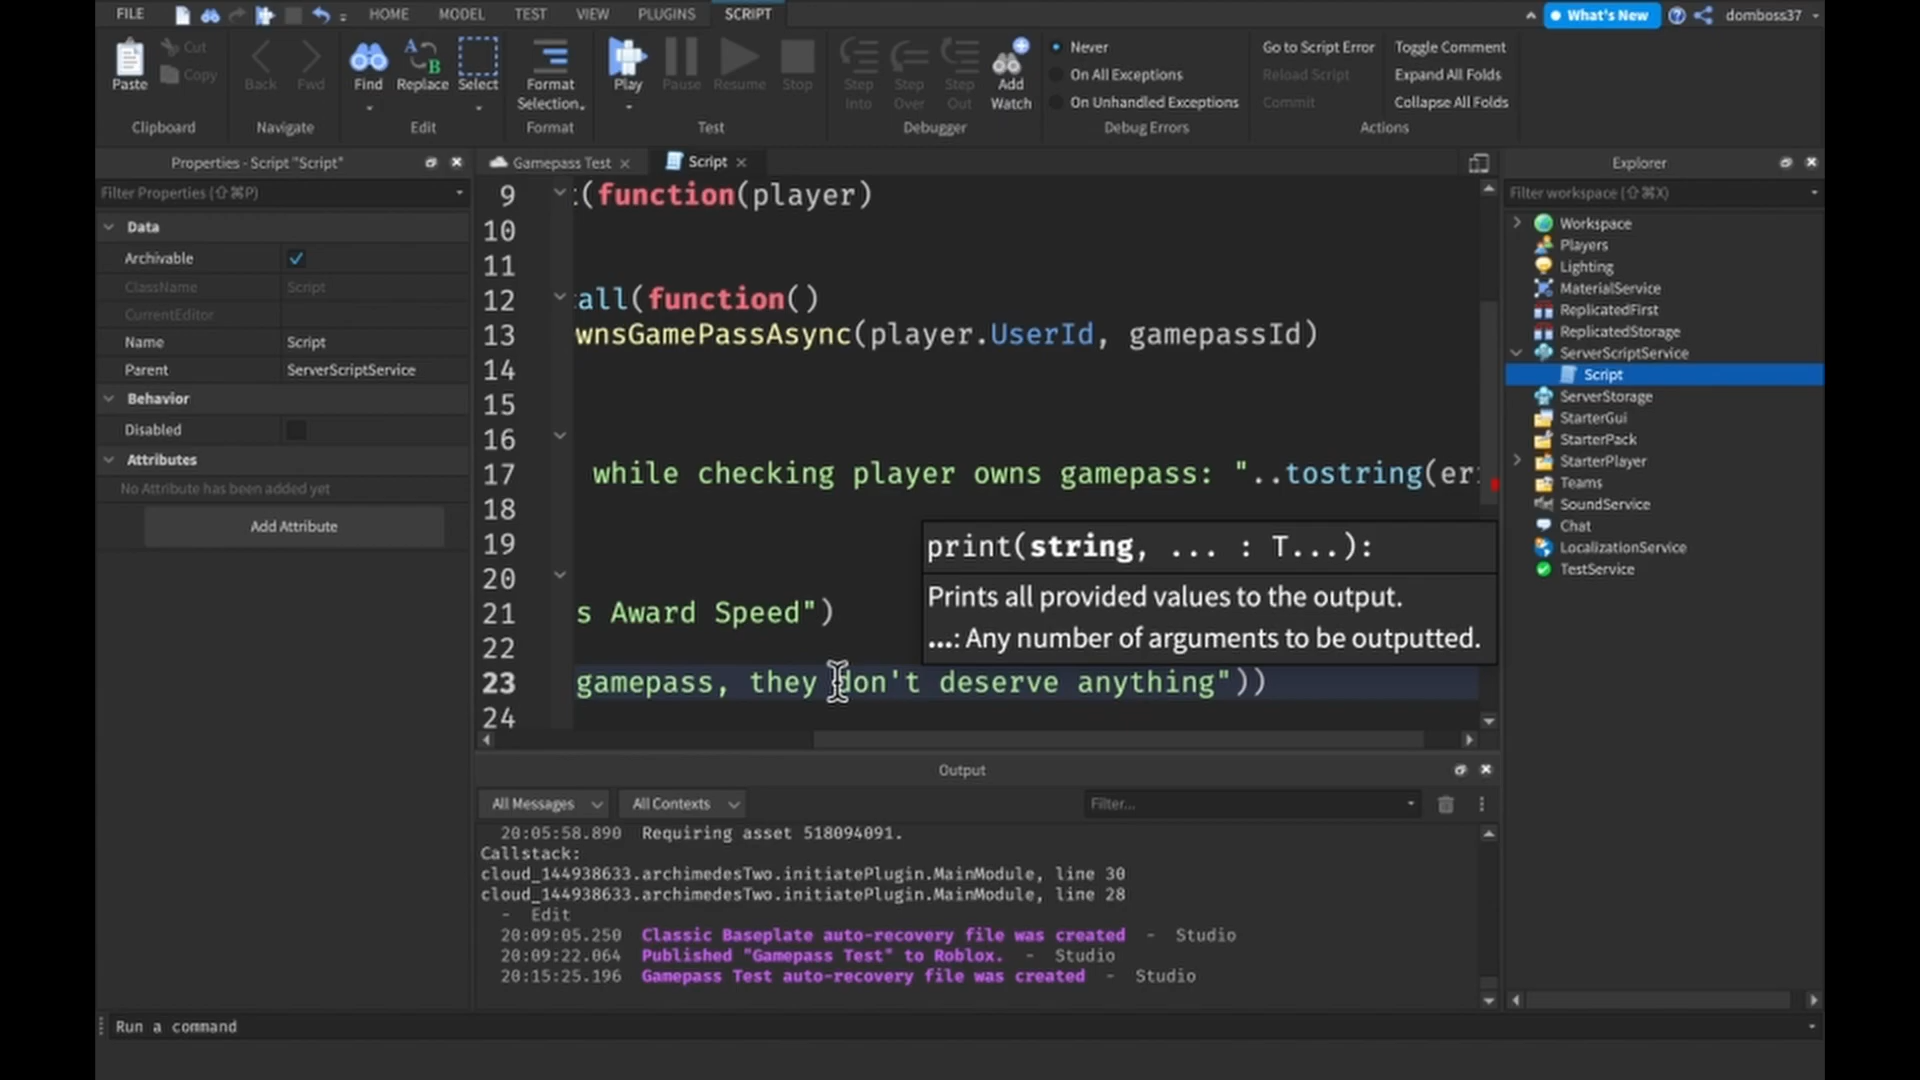 FILE HOME MODEL TEST VIEW PLUGINS SCRIPT What's New domboss37
Paste Cut Copy Back Fwd Find Replace Select Format Selection Play Pause Resume Stop Step Into Step Over Step Out Add Watch
Never
On All Exceptions
On Unhandled Exceptions
Go to Script Error
Reload Script
Commit
Toggle Comment
Expand All Folds
Collapse All Folds
Clipboard Navigate Edit Format Test Debugger Debug Errors Actions
Properties - Script "Script"
Filter Properties (⇧⌘P)
Data
Archivable
ClassName Script
CurrentEditor
Name Script
Parent ServerScriptService
Behavior
Disabled
Attributes
No Attribute has been added yet
Add Attribute
Gamepass Test Script
9 :(function(player)
10
11
12 all(function()
13 wnsGamePassAsync(player.UserId, gamepassId)
14
15
16
17 while checking player owns gamepass: "..tostring(er
18
19
20
21 s Award Speed")
22
23 gamepass, they don't deserve anything"))
24
print(string, ... : T...):
Prints all provided values to the output.
...: Any number of arguments to be outputted.
Output
All Messages All Contexts Filter...
20:05:58.890 Requiring asset 518094091.
Callstack:
cloud_144938633.archimedesTwo.initiatePlugin.MainModule, line 30
cloud_144938633.archimedesTwo.initiatePlugin.MainModule, line 28
- Edit
20:09:05.250 Classic Baseplate auto-recovery file was created - Studio
20:09:22.064 Published "Gamepass Test" to Roblox. - Studio
20:15:25.196 Gamepass Test auto-recovery file was created - Studio
Explorer
Filter workspace (⇧⌘X)
Workspace
Players
Lighting
MaterialService
ReplicatedFirst
ReplicatedStorage
ServerScriptService
Script
ServerStorage
StarterGui
StarterPack
StarterPlayer
Teams
SoundService
Chat
LocalizationService
TestService
Run a command